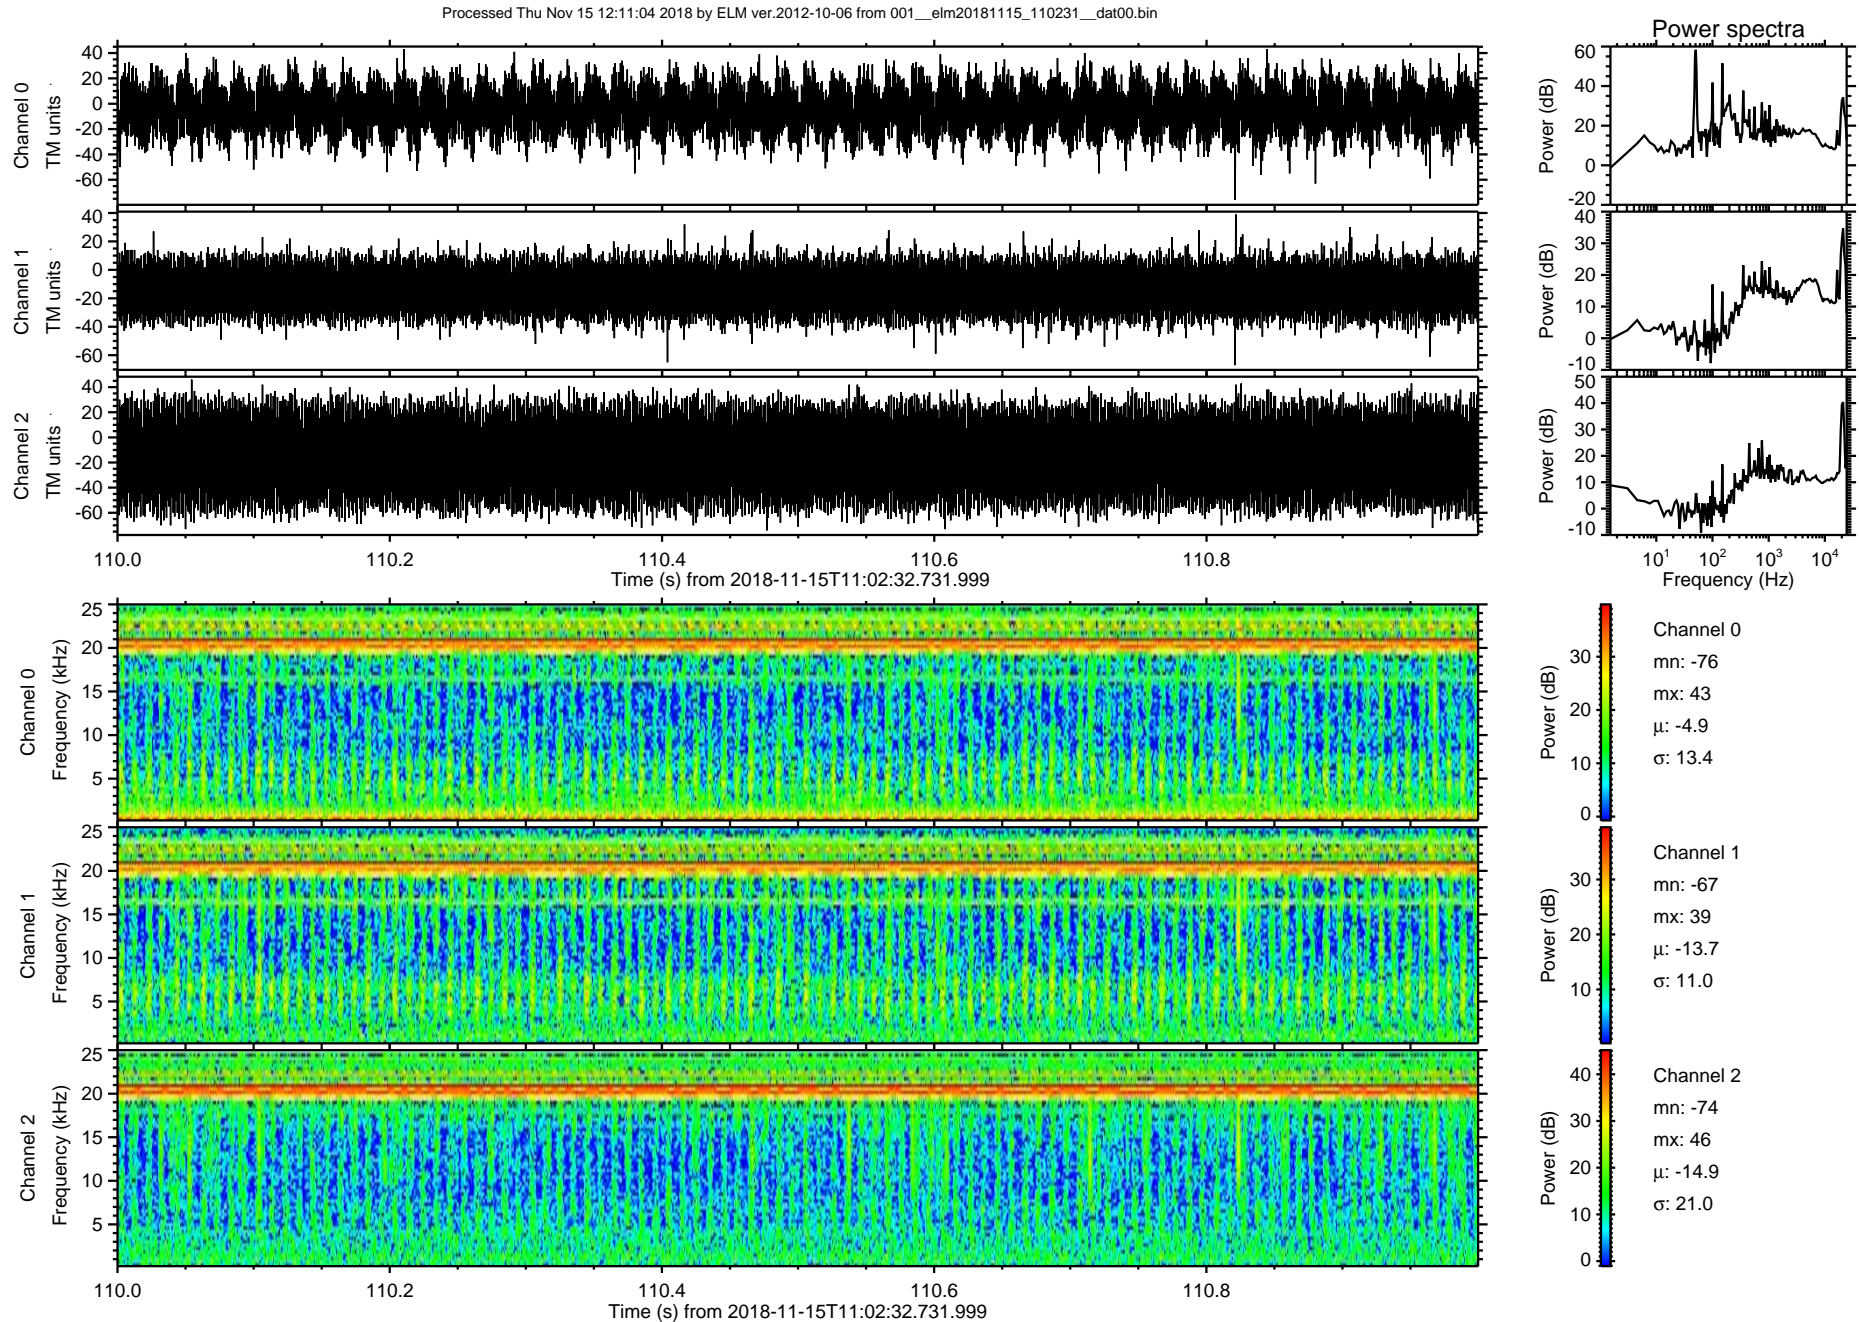 Processed Thu Nov 15 12:11:04 2018 by ELM ver.2012-10-06 from 001__elm20181115_110231__dat00.bin
Power spectra
Channel 0
TM units
40
20
0
-20
-40
-60
Power (dB)
60
40
20
0
-20
Channel 1
TM units
40
20
0
-20
-40
-60
Power (dB)
40
30
20
10
0
-10
Channel 2
TM units
40
20
0
-20
-40
-60
Power (dB)
50
40
30
20
10
0
-10
110.0 110.2 110.4 110.6 110.8
Time (s) from 2018-11-15T11:02:32.731.999
10^1 10^2 10^3 10^4
Frequency (Hz)
Channel 0
Frequency (kHz)
25
20
15
10
5
Power (dB)
30
20
10
0
Channel 0
mn: -76
mx: 43
μ: -4.9
σ: 13.4
Channel 1
Frequency (kHz)
25
20
15
10
5
Power (dB)
30
20
10
Channel 1
mn: -67
mx: 39
μ: -13.7
σ: 11.0
Channel 2
Frequency (kHz)
25
20
15
10
5
Power (dB)
40
30
20
10
0
Channel 2
mn: -74
mx: 46
μ: -14.9
σ: 21.0
110.0 110.2 110.4 110.6 110.8
Time (s) from 2018-11-15T11:02:32.731.999